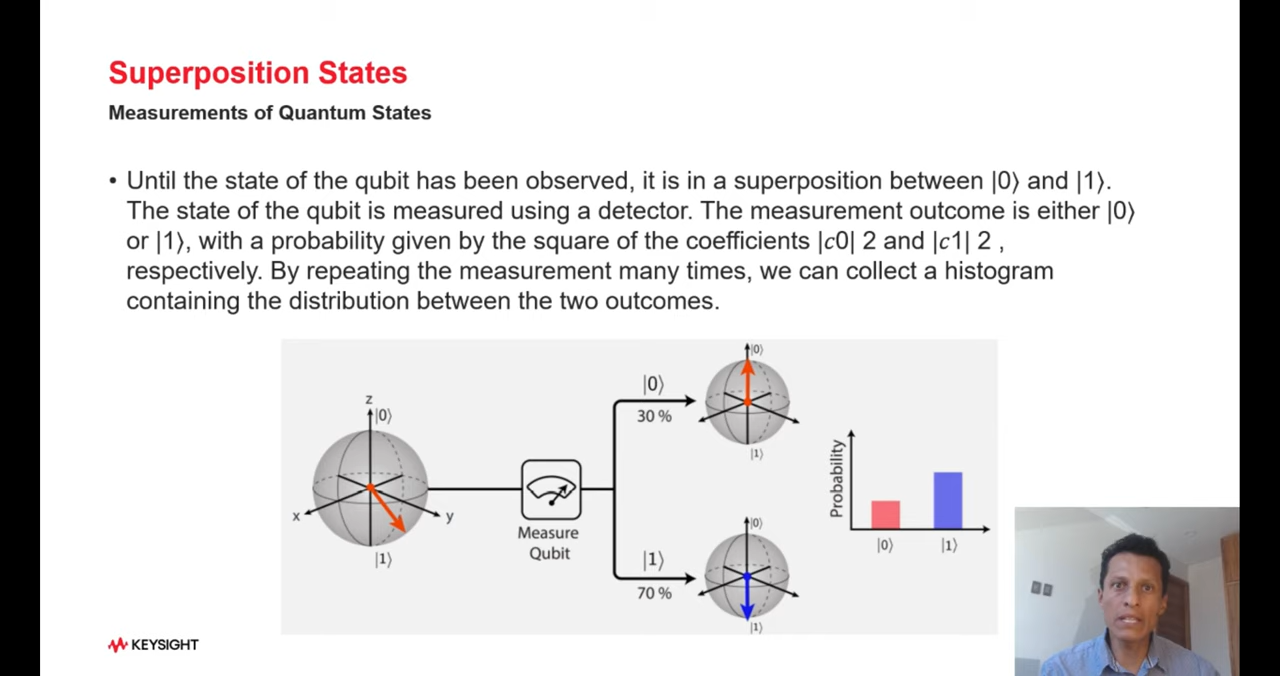 Superposition States
Measurements of Quantum States
• Until the state of the qubit has been observed, it is in a superposition between |0⟩ and |1⟩.
The state of the qubit is measured using a detector. The measurement outcome is either |0⟩
or |1⟩, with a probability given by the square of the coefficients |𝑐0| 2 and |𝑐1| 2 ,
respectively. By repeating the measurement many times, we can collect a histogram
containing the distribution between the two outcomes.
z
|0⟩
x
y
|1⟩
Measure
Qubit
|0⟩
30 %
|0⟩
|1⟩
|1⟩
70 %
|0⟩
|1⟩
Probability
|0⟩
|1⟩
KEYSIGHT